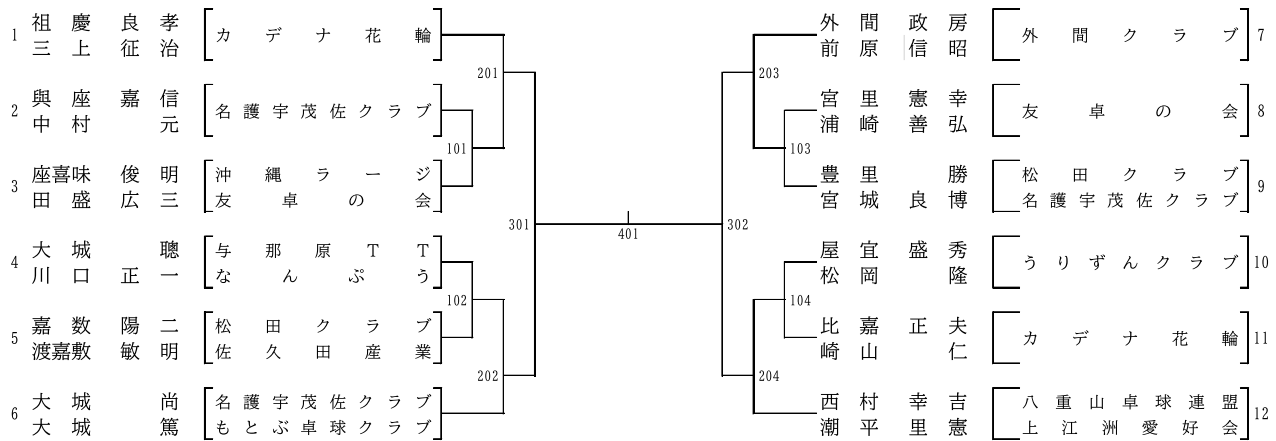 1 祖慶良孝 カデナ花輪
三上征治
2 與座嘉信 名護宇茂佐クラブ
中村元
3 座喜味俊明 沖縄ラージ
田盛広三 友卓の会
4 大城聰 与那原TT
川口正一 なんぷう
5 嘉数陽二 松田クラブ
渡嘉敷敏明 佐久田産業
6 大城尚 名護宇茂佐クラブ
大城篤 もとぶ卓球クラブ
201
101
301
102
202
401
203
103
302
104
204
外間政房 外間クラブ 7
前原信昭
宮里憲幸 友卓の会 8
浦崎善弘
豊里勝 松田クラブ 9
宮城良博 名護宇茂佐クラブ
屋宜盛秀 うりずんクラブ 10
松岡隆
比嘉正夫 カデナ花輪 11
崎山仁
西村幸吉 八重山卓球連盟 12
潮平里憲 上江洲愛好会